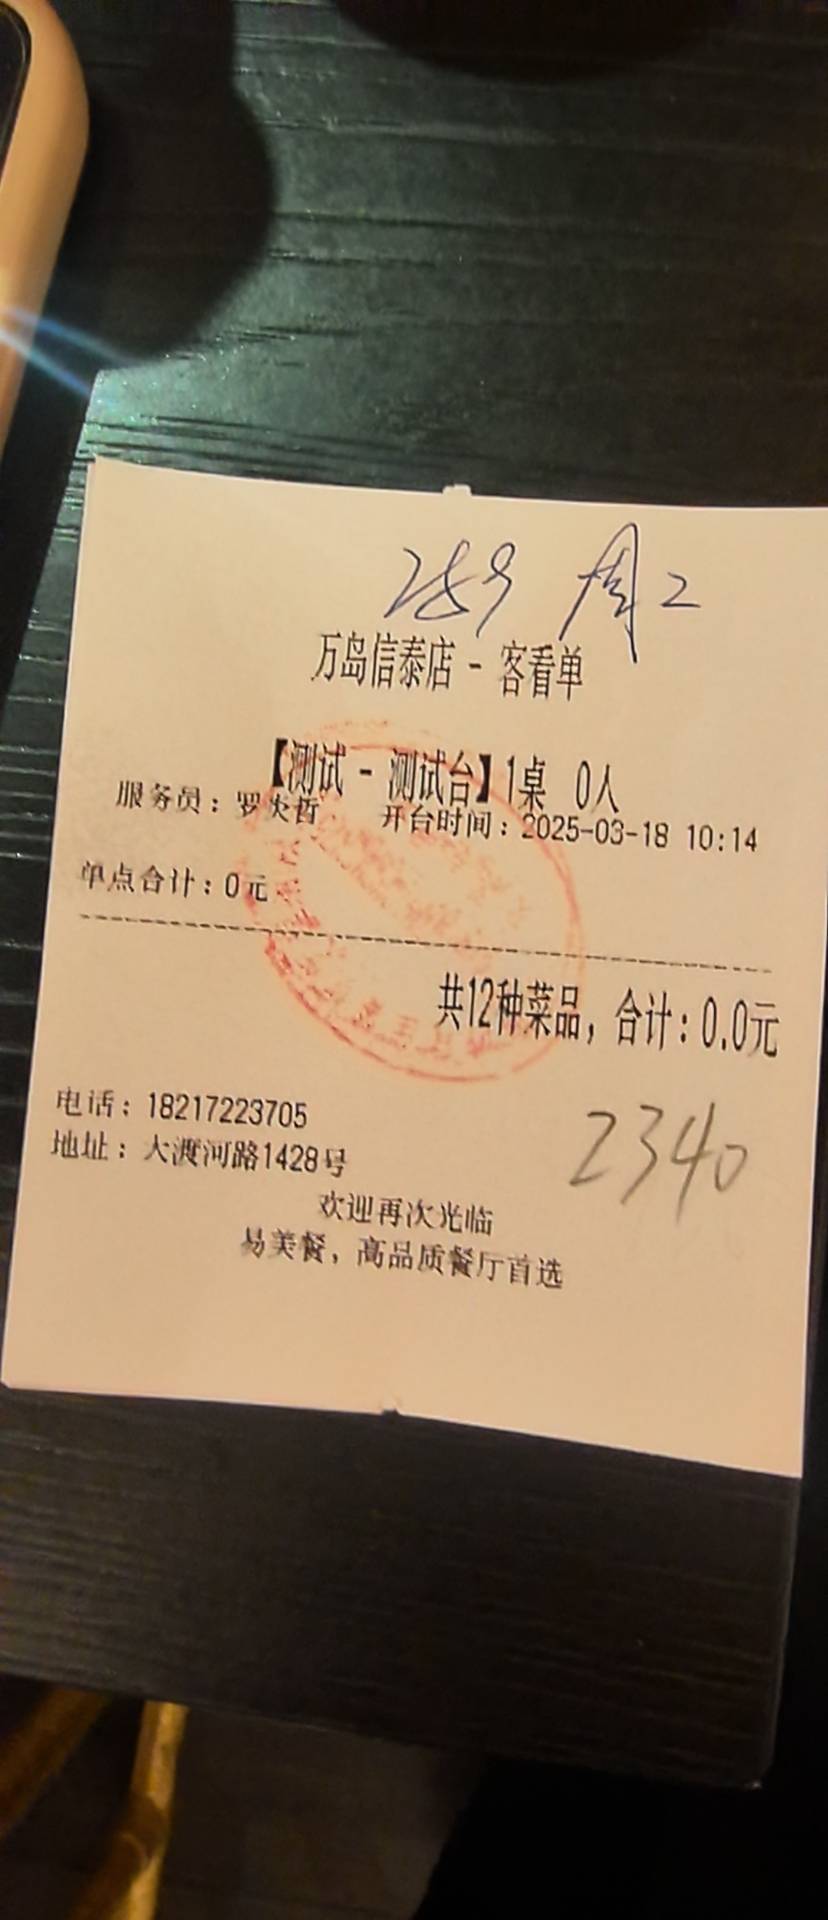 289 周2
万岛信泰店 - 客看单
【测试 - 测试台】1桌 0人
服务员：罗炎哲 开台时间：2025-03-18 10:14
单点合计：0元
共12种菜品，合计：0.0元
2340
电话：18217223705
地址：大渡河路1428号
欢迎再次光临
易美餐，高品质餐厅首选